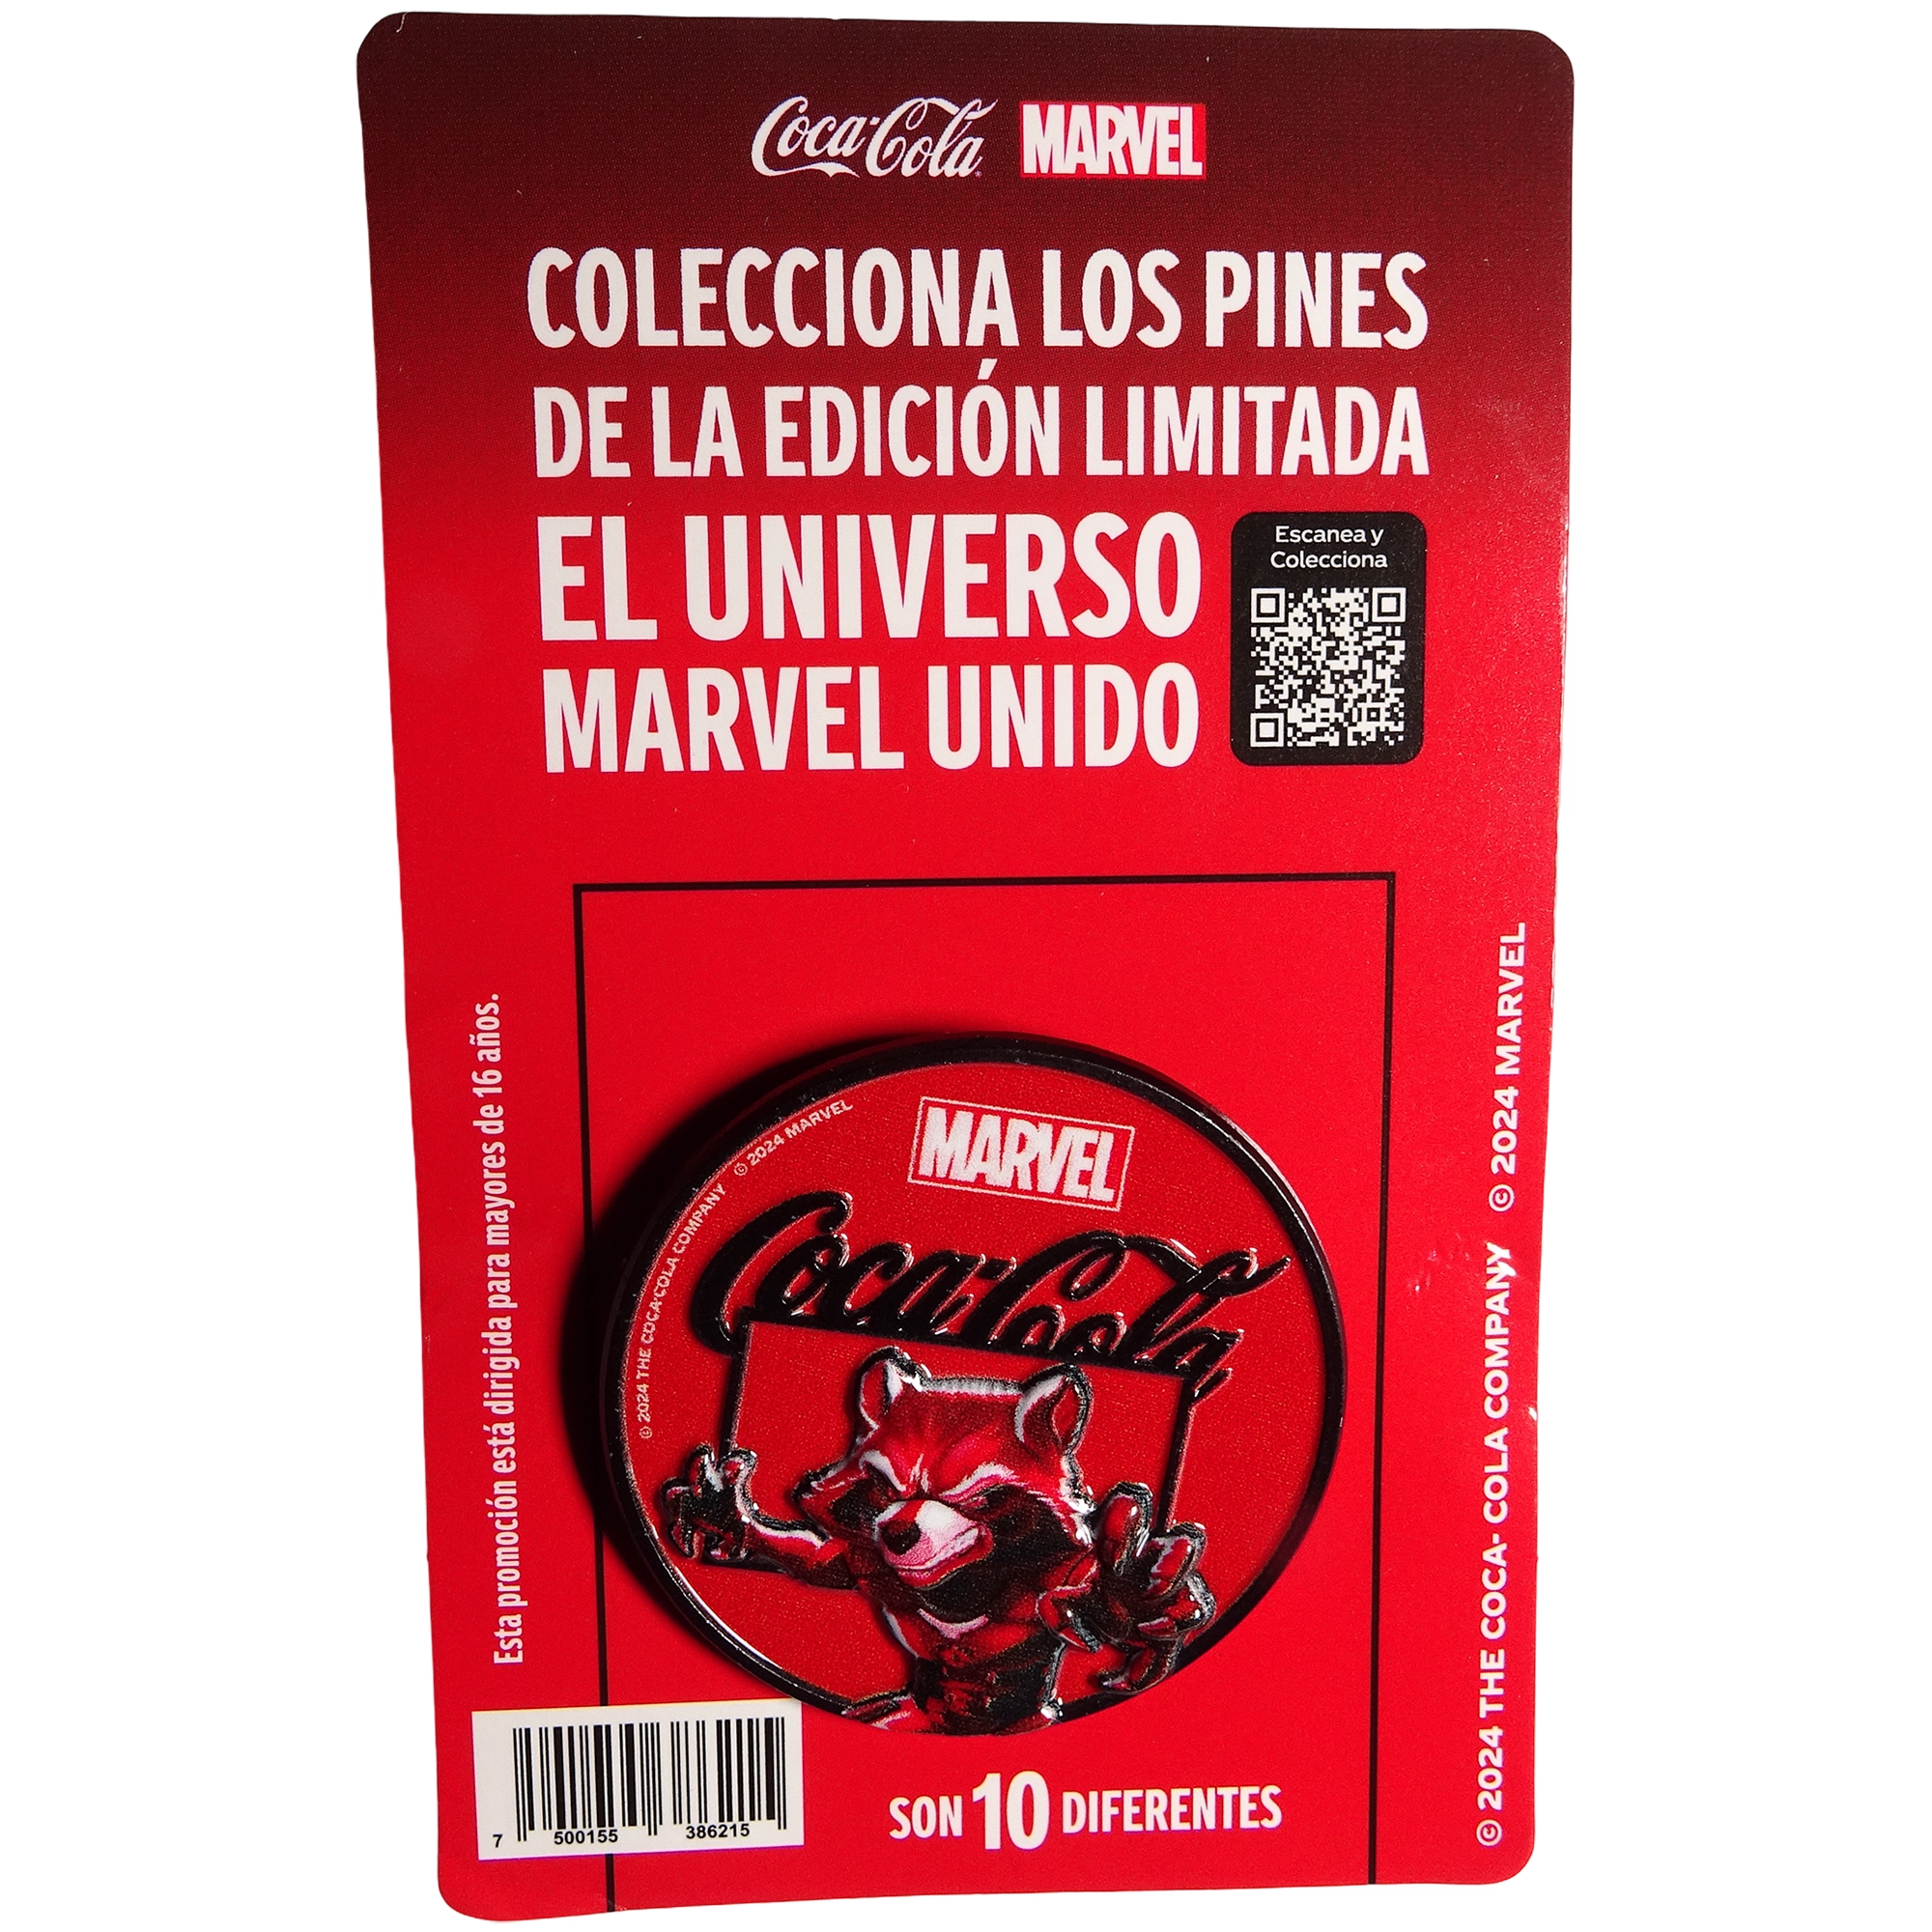 Coca-Cola MARVEL
COLECCIONA LOS PINES
DE LA EDICIÓN LIMITADA
EL UNIVERSO
MARVEL UNIDO
Escanea y
Colecciona
Esta promoción está dirigida para mayores de 16 años.
© 2024 THE COCA- COLA COMPANY © 2024 MARVEL
© 2024 THE COCA-COLA COMPANY © 2024 MARVEL
MARVEL
Coca-Cola
7 500155 386215
SON 10 DIFERENTES